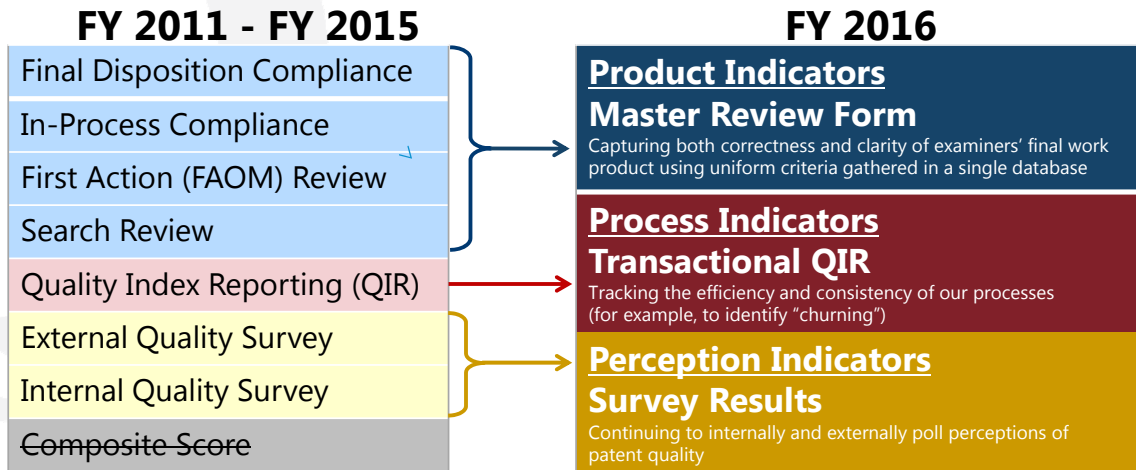 FY 2011 - FY 2015
Final Disposition Compliance
In-Process Compliance
First Action (FAOM) Review
Search Review
Quality Index Reporting (QIR)
External Quality Survey
Internal Quality Survey
Composite Score
FY 2016
Product Indicators
Master Review Form
Capturing both correctness and clarity of examiners’ final work
product using uniform criteria gathered in a single database
Process Indicators
Transactional QIR
Tracking the efficiency and consistency of our processes
(for example, to identify “churning”)
Perception Indicators
Survey Results
Continuing to internally and externally poll perceptions of
patent quality